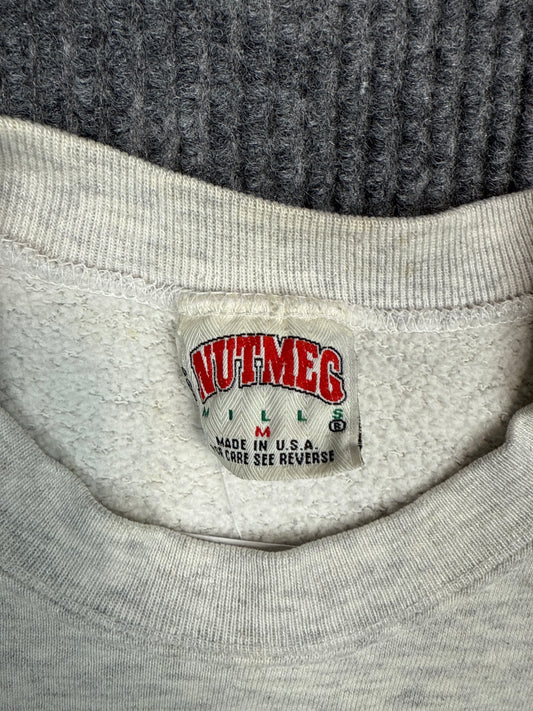 NUTMEG
MILLS ®
M
MADE IN U.S.A.
CARE SEE REVERSE